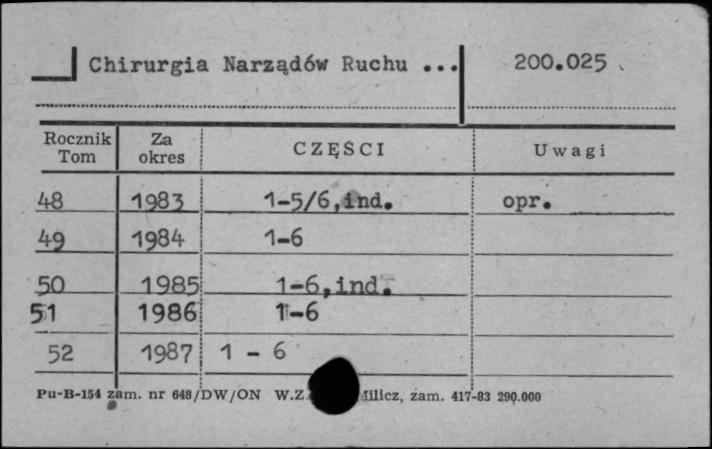 Chirurgia Narządów Ruchu ... 200.025
Rocznik Tom Za okres CZĘŚCI Uwagi
48 1983 1-5/6,ind. opr.
49 1984 1-6
50 1985 1-6,ind.
51 1986 1-6
52 1987 1 - 6
Pu-B-154 zam. nr 648/DW/ON W.Z. Milicz, zam. 417-83 290.000